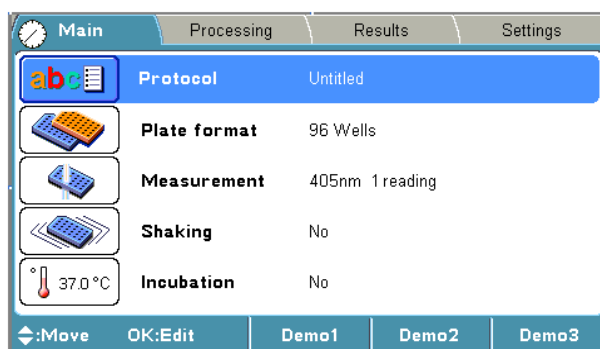 Main Processing Results Settings
abc Protocol Untitled
Plate format 96 Wells
Measurement 405nm 1 reading
Shaking No
37.0 °C Incubation No
:Move OK:Edit Demo1 Demo2 Demo3